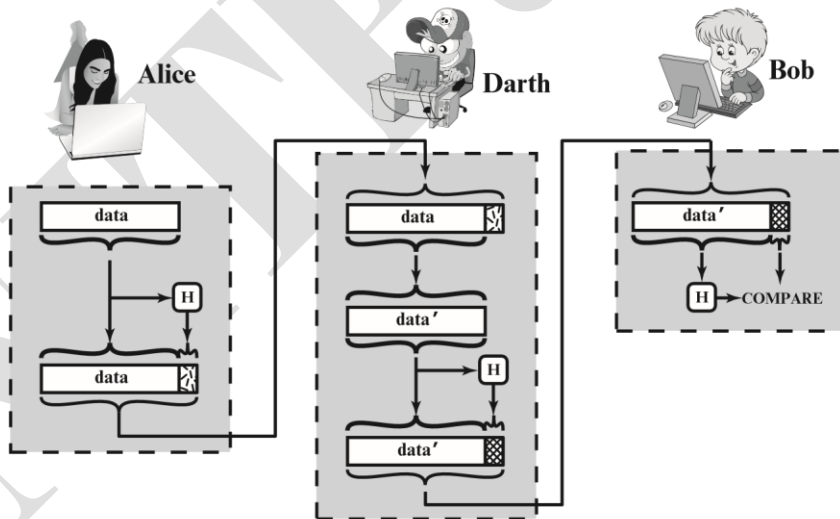 Alice
Darth
Bob
data
H
data
data
data′
H
data′
data′
H
COMPARE